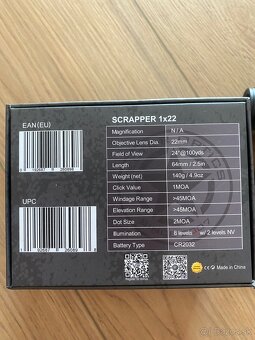 SCRAPPER 1x22
EAN(EU)
Magnification N/A
Objective Lens Dia. 22mm
Field of View 24"@100yds
Length 64mm / 2.5in
Weight (net) 140g / 4.9oz
Click Value 1MOA
Windage Range >45MOA
Elevation Range >45MOA
Dot Size 2MOA
Illumination 8 levels w/ 2 levels NV
Battery Type CR2032
UPC
Made in China